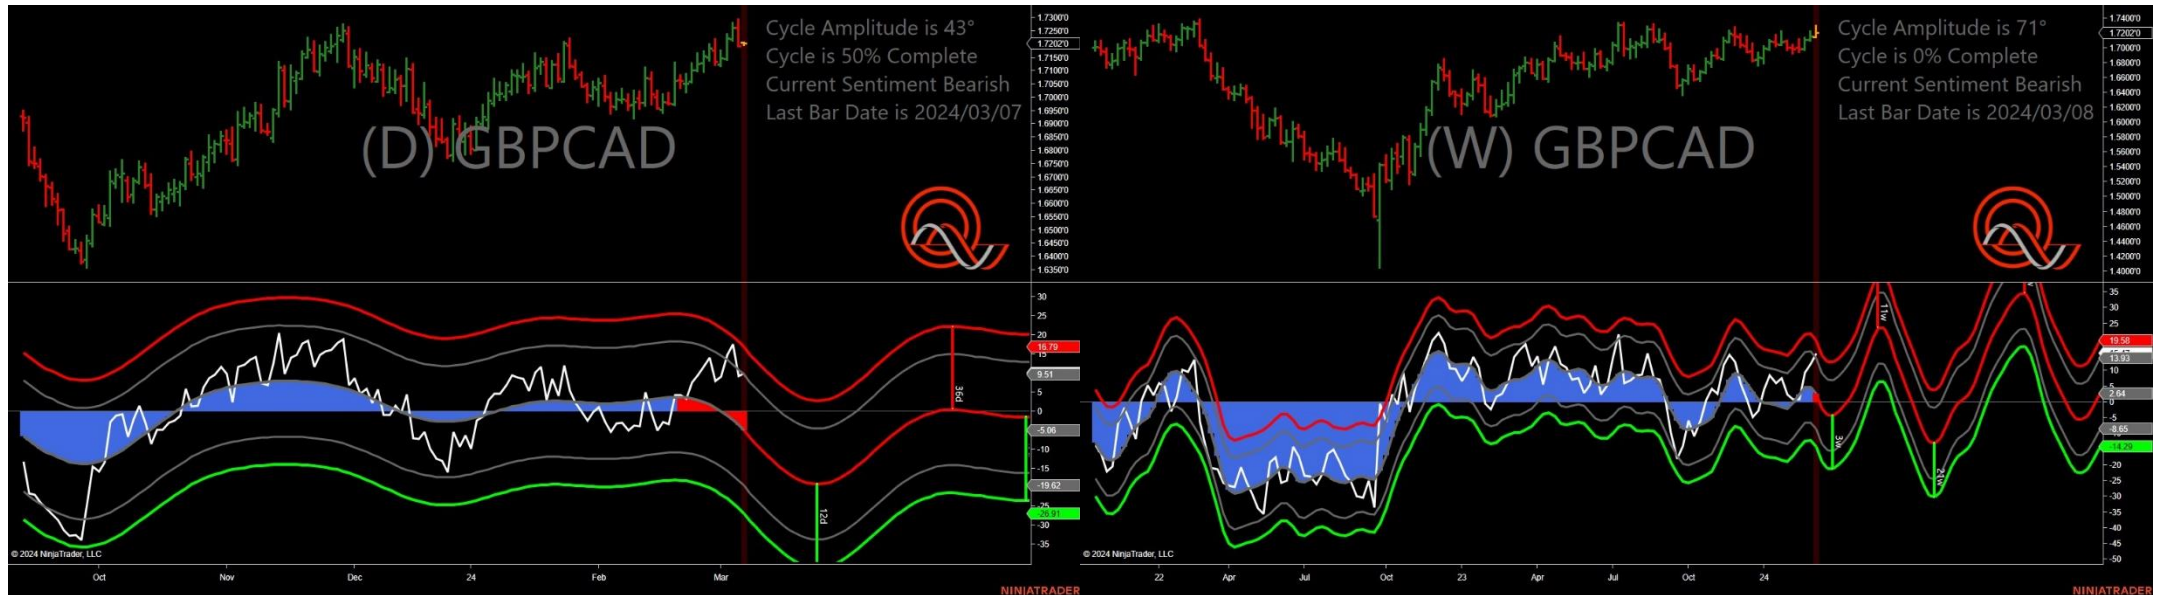 Cycle Amplitude is 43°
Cycle is 50% Complete
Current Sentiment Bearish
Last Bar Date is 2024/03/07
(D) GBPCAD
1.7300'0
1.7250'0
1.7202'0
1.7150'0
1.7100'0
1.7050'0
1.7000'0
1.6950'0
1.6900'0
1.6850'0
1.6800'0
1.6750'0
1.6700'0
1.6650'0
1.6600'0
1.6550'0
1.6500'0
1.6450'0
1.6400'0
1.6350'0
30
25
20
16.79
15
9.51
5
0
-5.06
-10
-15
-19.62
-25
-26.91
-30
-35
36d
12d
© 2024 NinjaTrader, LLC
Oct
Nov
Dec
24
Feb
Mar
NINJATRADER
Cycle Amplitude is 71°
Cycle is 0% Complete
Current Sentiment Bearish
Last Bar Date is 2024/03/08
(W) GBPCAD
1.7400'0
1.7202'0
1.7000'0
1.6800'0
1.6600'0
1.6400'0
1.6200'0
1.6000'0
1.5800'0
1.5600'0
1.5400'0
1.5200'0
1.5000'0
1.4800'0
1.4600'0
1.4400'0
1.4200'0
1.4000'0
35
30
25
19.58
13.93
10
5
2.64
0
-5
-8.65
-14.29
-20
-25
-30
-35
-40
-45
-50
11w
3w
21w
© 2024 NinjaTrader, LLC
22
Apr
Jul
Oct
23
Apr
Jul
Oct
24
NINJATRADER